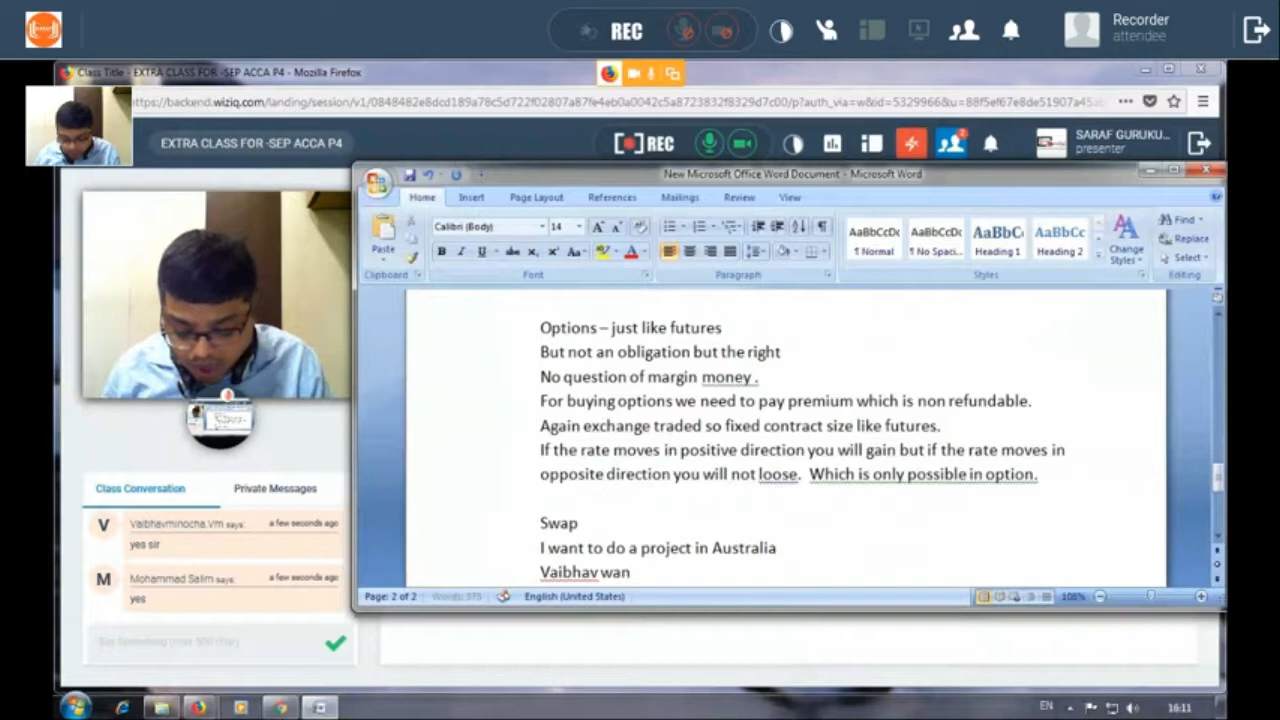 REC
Recorder
attendee
Class Title - EXTRA CLASS FOR -SEP ACCA P4 - Mozilla Firefox
EXTRA CLASS FOR -SEP ACCA P4
REC
SARAF GURUKU...
presenter
New Microsoft Office Word Document - Microsoft Word
Home Insert Page Layout References Mailings Review View
Paste
Calibri (Body) 14
AaBbCcDc AaBbCcDc AaBbC AaBbCc
¶ Normal ¶ No Spaci... Heading 1 Heading 2
Change Styles
Find
Replace
Select
Clipboard Font Paragraph Styles Editing
Options – just like futures
But not an obligation but the right
No question of margin money .
For buying options we need to pay premium which is non refundable.
Again exchange traded so fixed contract size like futures.
If the rate moves in positive direction you will gain but if the rate moves in
opposite direction you will not loose. Which is only possible in option.
Swap
I want to do a project in Australia
Vaibhav wan
Page: 2 of 2 Words: 373 English (United States) 108%
Class Conversation Private Messages
V Vaibhavminocha.Vm says: a few seconds ago
yes sir
M Mohammad Salim says: a few seconds ago
yes
EN 16:11